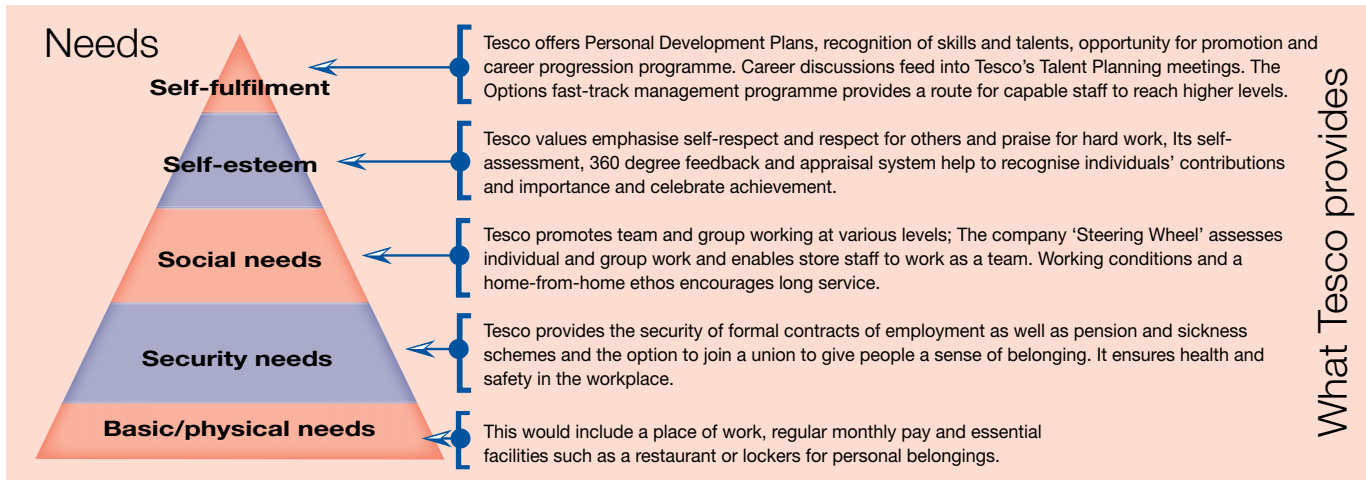 Needs
Self-fulfilment
Tesco offers Personal Development Plans, recognition of skills and talents, opportunity for promotion and
career progression programme. Career discussions feed into Tesco's Talent Planning meetings. The
Options fast-track management programme provides a route for capable staff to reach higher levels.
Self-esteem
Tesco values emphasise self-respect and respect for others and praise for hard work, Its self-
assessment, 360 degree feedback and appraisal system help to recognise individuals' contributions
and importance and celebrate achievement.
Social needs
Tesco promotes team and group working at various levels; The company 'Steering Wheel' assesses
individual and group work and enables store staff to work as a team. Working conditions and a
home-from-home ethos encourages long service.
Security needs
Tesco provides the security of formal contracts of employment as well as pension and sickness
schemes and the option to join a union to give people a sense of belonging. It ensures health and
safety in the workplace.
Basic/physical needs
This would include a place of work, regular monthly pay and essential
facilities such as a restaurant or lockers for personal belongings.
What Tesco provides